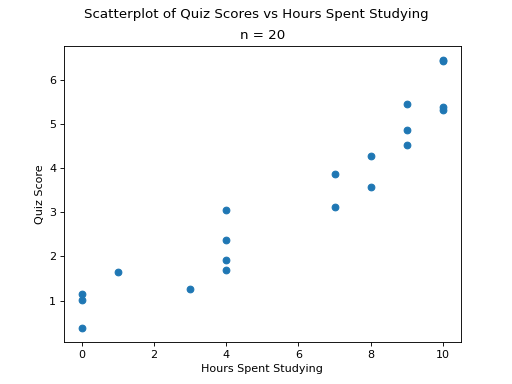 Scatterplot of Quiz Scores vs Hours Spent Studying
n = 20
6
5
4
3
2
1
Quiz Score
0 2 4 6 8 10
Hours Spent Studying